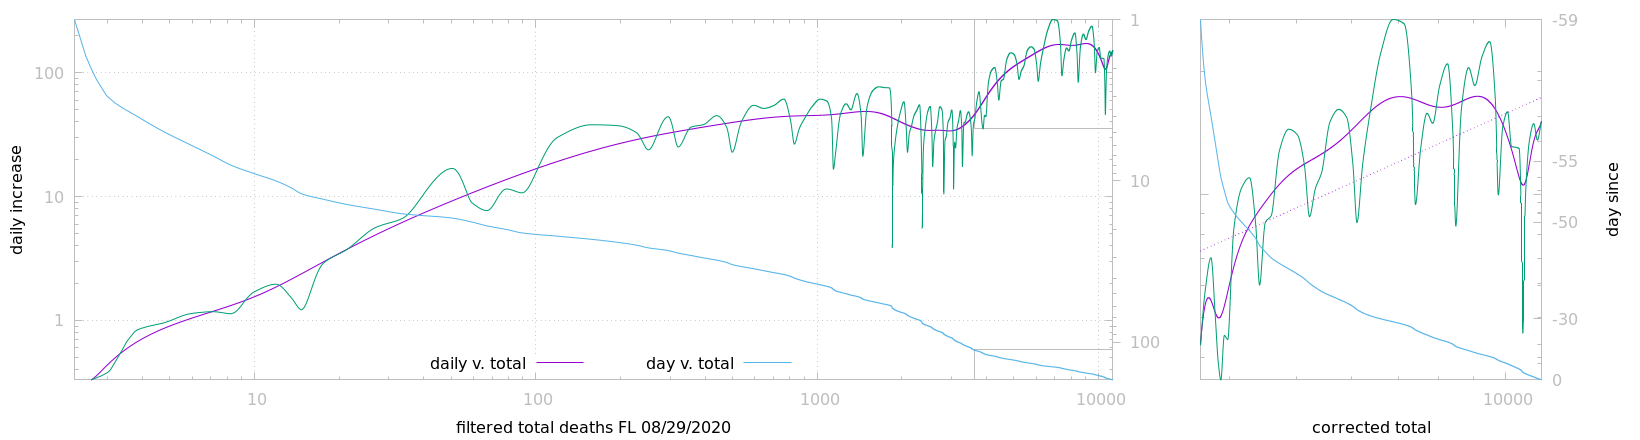 daily increase
100
10
1
10
100
1000
10000
1
10
100
daily v. total
day v. total
filtered total deaths FL 08/29/2020
-59
-55
-50
-30
0
day since
10000
corrected total